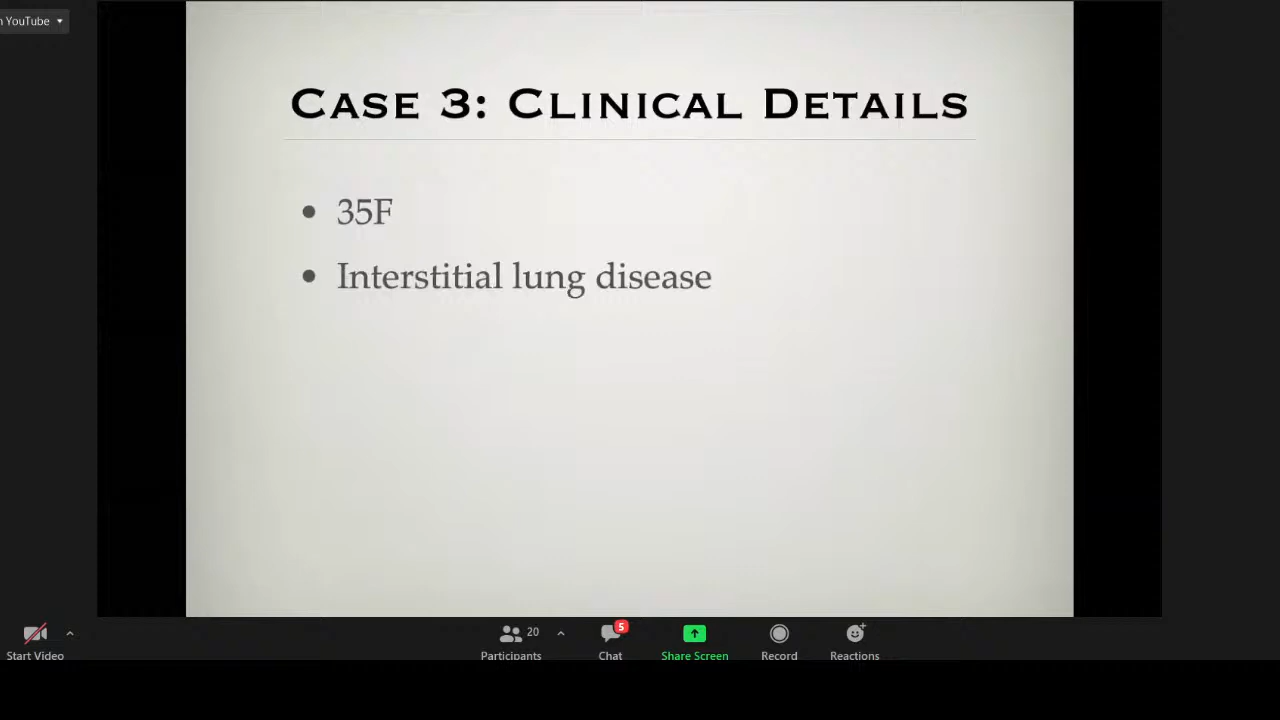 n YouTube
CASE 3: CLINICAL DETAILS
• 35F
• Interstitial lung disease
20
5
Start Video
Participants
Chat
Share Screen
Record
Reactions